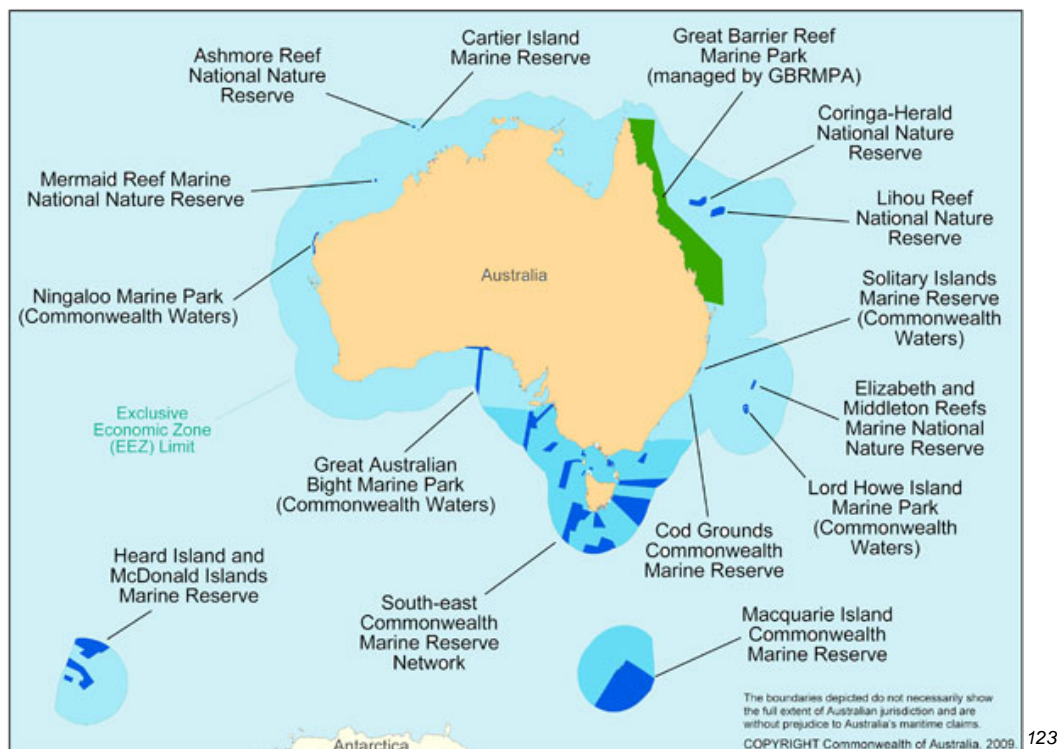 Cartier Island
Marine Reserve
Ashmore Reef
National Nature
Reserve
Great Barrier Reef
Marine Park
(managed by GBRMPA)
Coringa-Herald
National Nature
Reserve
Mermaid Reef Marine
National Nature Reserve
Lihou Reef
National Nature
Reserve
Australia
Ningaloo Marine Park
(Commonwealth Waters)
Solitary Islands
Marine Reserve
(Commonwealth
Waters)
Exclusive
Economic Zone
(EEZ) Limit
Elizabeth and
Middleton Reefs
Marine National
Nature Reserve
Great Australian
Bight Marine Park
(Commonwealth Waters)
Lord Howe Island
Marine Park
(Commonwealth
Waters)
Cod Grounds
Commonwealth
Marine Reserve
Heard Island and
McDonald Islands
Marine Reserve
South-east
Commonwealth
Marine Reserve
Network
Macquarie Island
Commonwealth
Marine Reserve
The boundaries depicted do not necessarily show
the full extent of Australian jurisdiction and are
without prejudice to Australia's maritime claims.
COPYRIGHT Commonwealth of Australia, 2009.
Antarctica
123